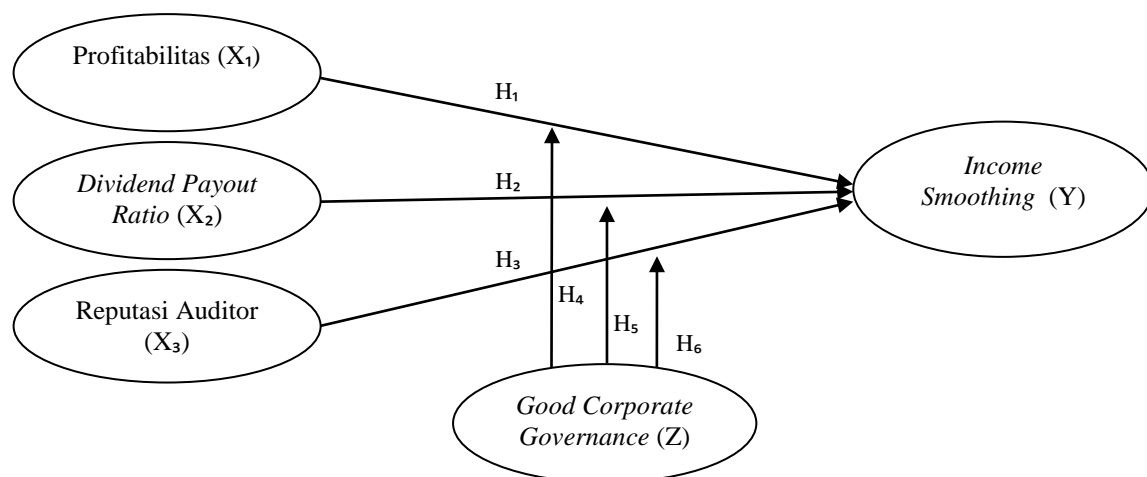 Profitabilitas (X₁)
H₁
Dividend Payout
Ratio (X₂)
H₂
Income
Smoothing (Y)
H₃
Reputasi Auditor
(X₃)
H₄
H₅
H₆
Good Corporate
Governance (Z)